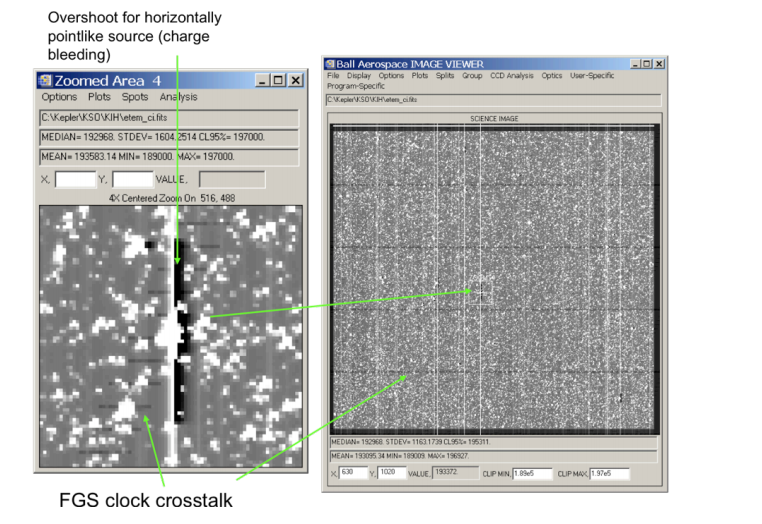 Overshoot for horizontally
pointlike source (charge
bleeding)
Zoomed Area 4
Options Plots Spots Analysis
C:\Kepler\KSO\KJH\etem_ci.fits
MEDIAN= 192968. STDEV= 1604.2514 CL95%= 197000.
MEAN= 193583.14 MIN= 189000. MAX= 197000.
X, Y, VALUE,
4X Centered Zoom On 516, 488
Ball Aerospace IMAGE VIEWER
File Display Options Plots Splits Group CCD Analysis Optics User-Specific
Program-Specific
C:\Kepler\KSO\KJH\etem_ci.fits
SCIENCE IMAGE
MEDIAN= 192968. STDEV= 1163.1739 CL95%= 195311.
MEAN= 193095.34 MIN= 189009. MAX= 196927.
X, 630 Y, 1020 VALUE, 193372. CLIP MIN, 1.89e5 CLIP MAX, 1.97e5
FGS clock crosstalk